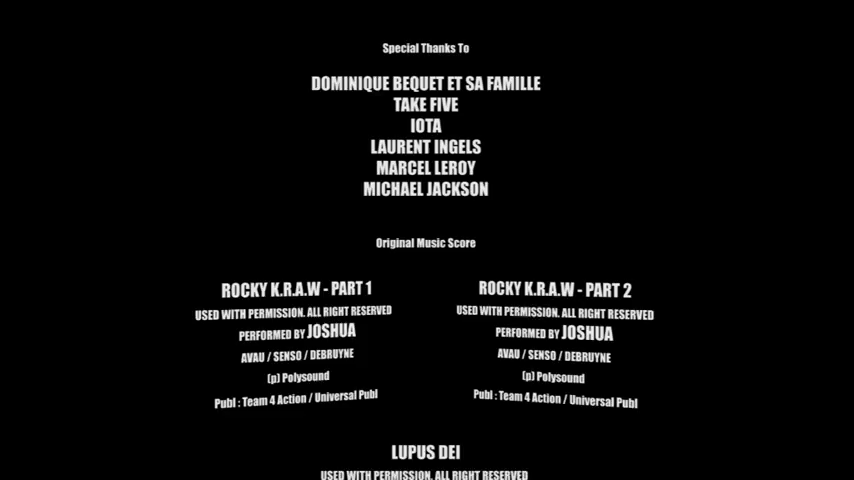 Special Thanks To
DOMINIQUE BEQUET ET SA FAMILLE
TAKE FIVE
IOTA
LAURENT INGELS
MARCEL LEROY
MICHAEL JACKSON
Original Music Score
ROCKY K.R.A.W - PART 1
USED WITH PERMISSION. ALL RIGHT RESERVED
PERFORMED BY JOSHUA
AVAU / SENSO / DEBRUYNE
(p) Polysound
Publ : Team 4 Action / Universal Publ
ROCKY K.R.A.W - PART 2
USED WITH PERMISSION. ALL RIGHT RESERVED
PERFORMED BY JOSHUA
AVAU / SENSO / DEBRUYNE
(p) Polysound
Publ : Team 4 Action / Universal Publ
LUPUS DEI
USED WITH PERMISSION. ALL RIGHT RESERVED